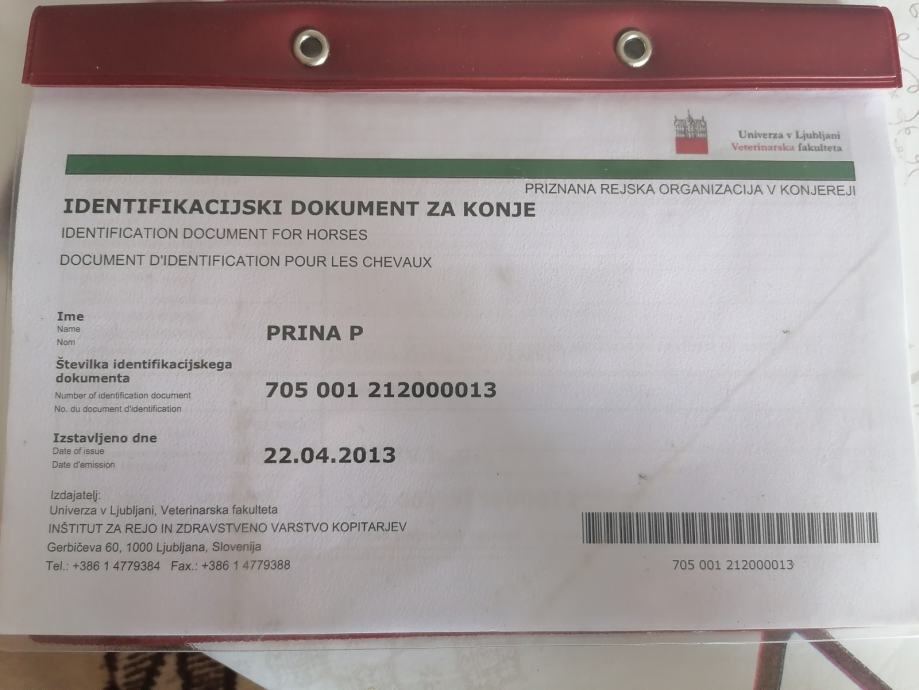 Univerza v Ljubljani
Veterinarska fakulteta
PRIZNANA REJSKA ORGANIZACIJA V KONJEREJI
IDENTIFIKACIJSKI DOKUMENT ZA KONJE
IDENTIFICATION DOCUMENT FOR HORSES
DOCUMENT D'IDENTIFICATION POUR LES CHEVAUX
Ime
Name
Nom
PRINA P
Številka identifikacijskega
dokumenta
Number of identification document
No. du document d'identification
705 001 212000013
Izstavljeno dne
Date of issue
Date d'emission
22.04.2013
Izdajatelj:
Univerza v Ljubljani, Veterinarska fakulteta
INŠTITUT ZA REJO IN ZDRAVSTVENO VARSTVO KOPITARJEV
Gerbičeva 60, 1000 Ljubljana, Slovenija
Tel.: +386 1 4779384 Fax.: +386 1 4779388
705 001 212000013